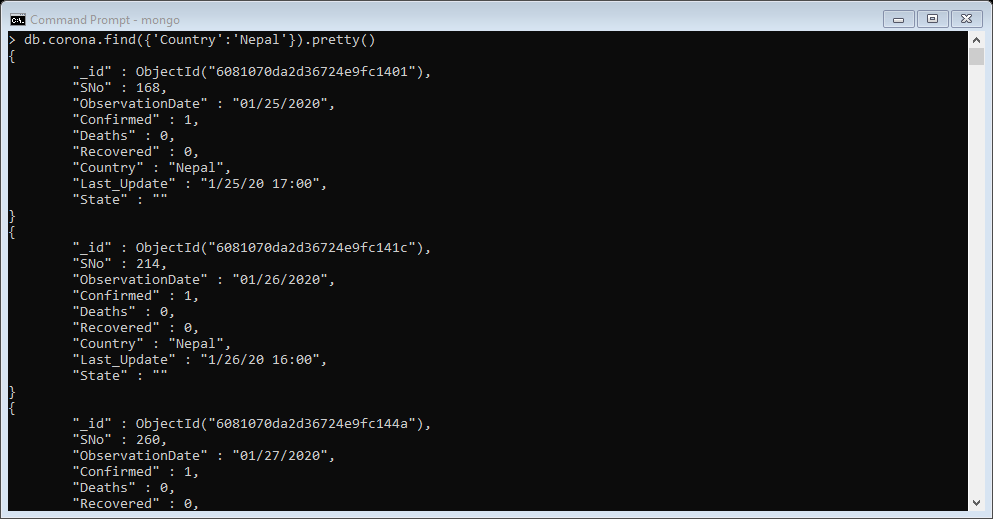 Command Prompt - mongo
> db.corona.find({'Country':'Nepal'}).pretty()
{
        "_id" : ObjectId("6081070da2d36724e9fc1401"),
        "SNo" : 168,
        "ObservationDate" : "01/25/2020",
        "Confirmed" : 1,
        "Deaths" : 0,
        "Recovered" : 0,
        "Country" : "Nepal",
        "Last_Update" : "1/25/20 17:00",
        "State" : ""
}
{
        "_id" : ObjectId("6081070da2d36724e9fc141c"),
        "SNo" : 214,
        "ObservationDate" : "01/26/2020",
        "Confirmed" : 1,
        "Deaths" : 0,
        "Recovered" : 0,
        "Country" : "Nepal",
        "Last_Update" : "1/26/20 16:00",
        "State" : ""
}
{
        "_id" : ObjectId("6081070da2d36724e9fc144a"),
        "SNo" : 260,
        "ObservationDate" : "01/27/2020",
        "Confirmed" : 1,
        "Deaths" : 0,
        "Recovered" : 0,